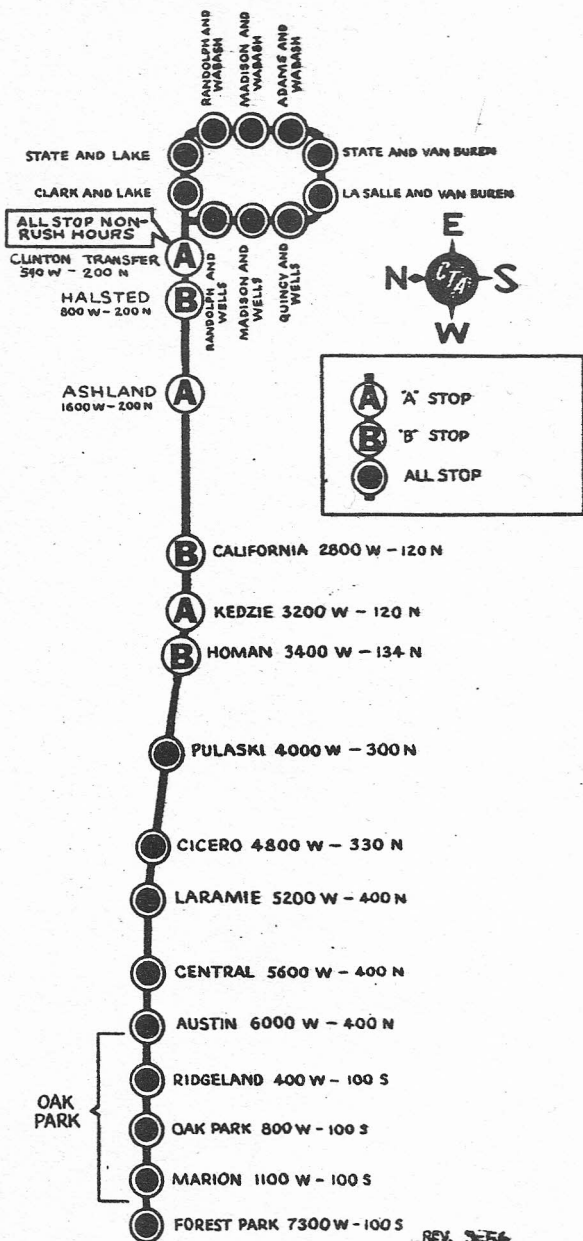 RANDOLPH AND
WABASH
MADISON AND
WABASH
ADAMS AND
WABASH
STATE AND LAKE
STATE AND VAN BUREN
CLARK AND LAKE
LA SALLE AND VAN BUREN
ALL STOP NON-
RUSH HOURS
A
CLINTON TRANSFER
540 W - 200 N
RANDOLPH AND
WELLS
MADISON AND
WELLS
QUINCY AND
WELLS
B
HALSTED
800 W - 200 N
E
N
CTA
S
W
A
ASHLAND
1600 W - 200 N
A "A" STOP
B "B" STOP
ALL STOP
B CALIFORNIA 2800 W - 120 N
A KEDZIE 3200 W - 120 N
B HOMAN 3400 W - 134 N
PULASKI 4000 W - 300 N
CICERO 4800 W - 330 N
LARAMIE 5200 W - 400 N
CENTRAL 5600 W - 400 N
AUSTIN 6000 W - 400 N
OAK
PARK
RIDGELAND 400 W - 100 S
OAK PARK 800 W - 100 S
MARION 1100 W - 100 S
FOREST PARK 7300 W - 100 S
REV.